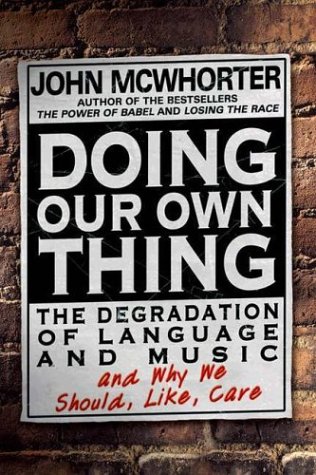 JOHN MCWHORTER
AUTHOR OF THE BESTSELLERS
THE POWER OF BABEL AND LOSING THE RACE
DOING
OUR OWN
THING
THE DEGRADATION
OF LANGUAGE
AND MUSIC
and Why We
Should, Like, Care